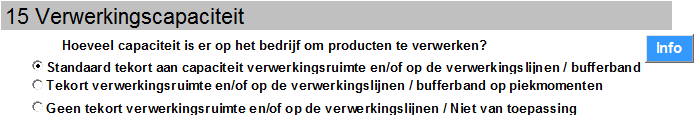 15 Verwerkingscapaciteit
Hoeveel capaciteit is er op het bedrijf om producten te verwerken?
Info
Standaard tekort aan capaciteit verwerkingsruimte en/of op de verwerkingslijnen / bufferband
Tekort verwerkingsruimte en/of op de verwerkingslijnen / bufferband op piekmomenten
Geen tekort verwerkingsruimte en/of op de verwerkingslijnen / Niet van toepassing